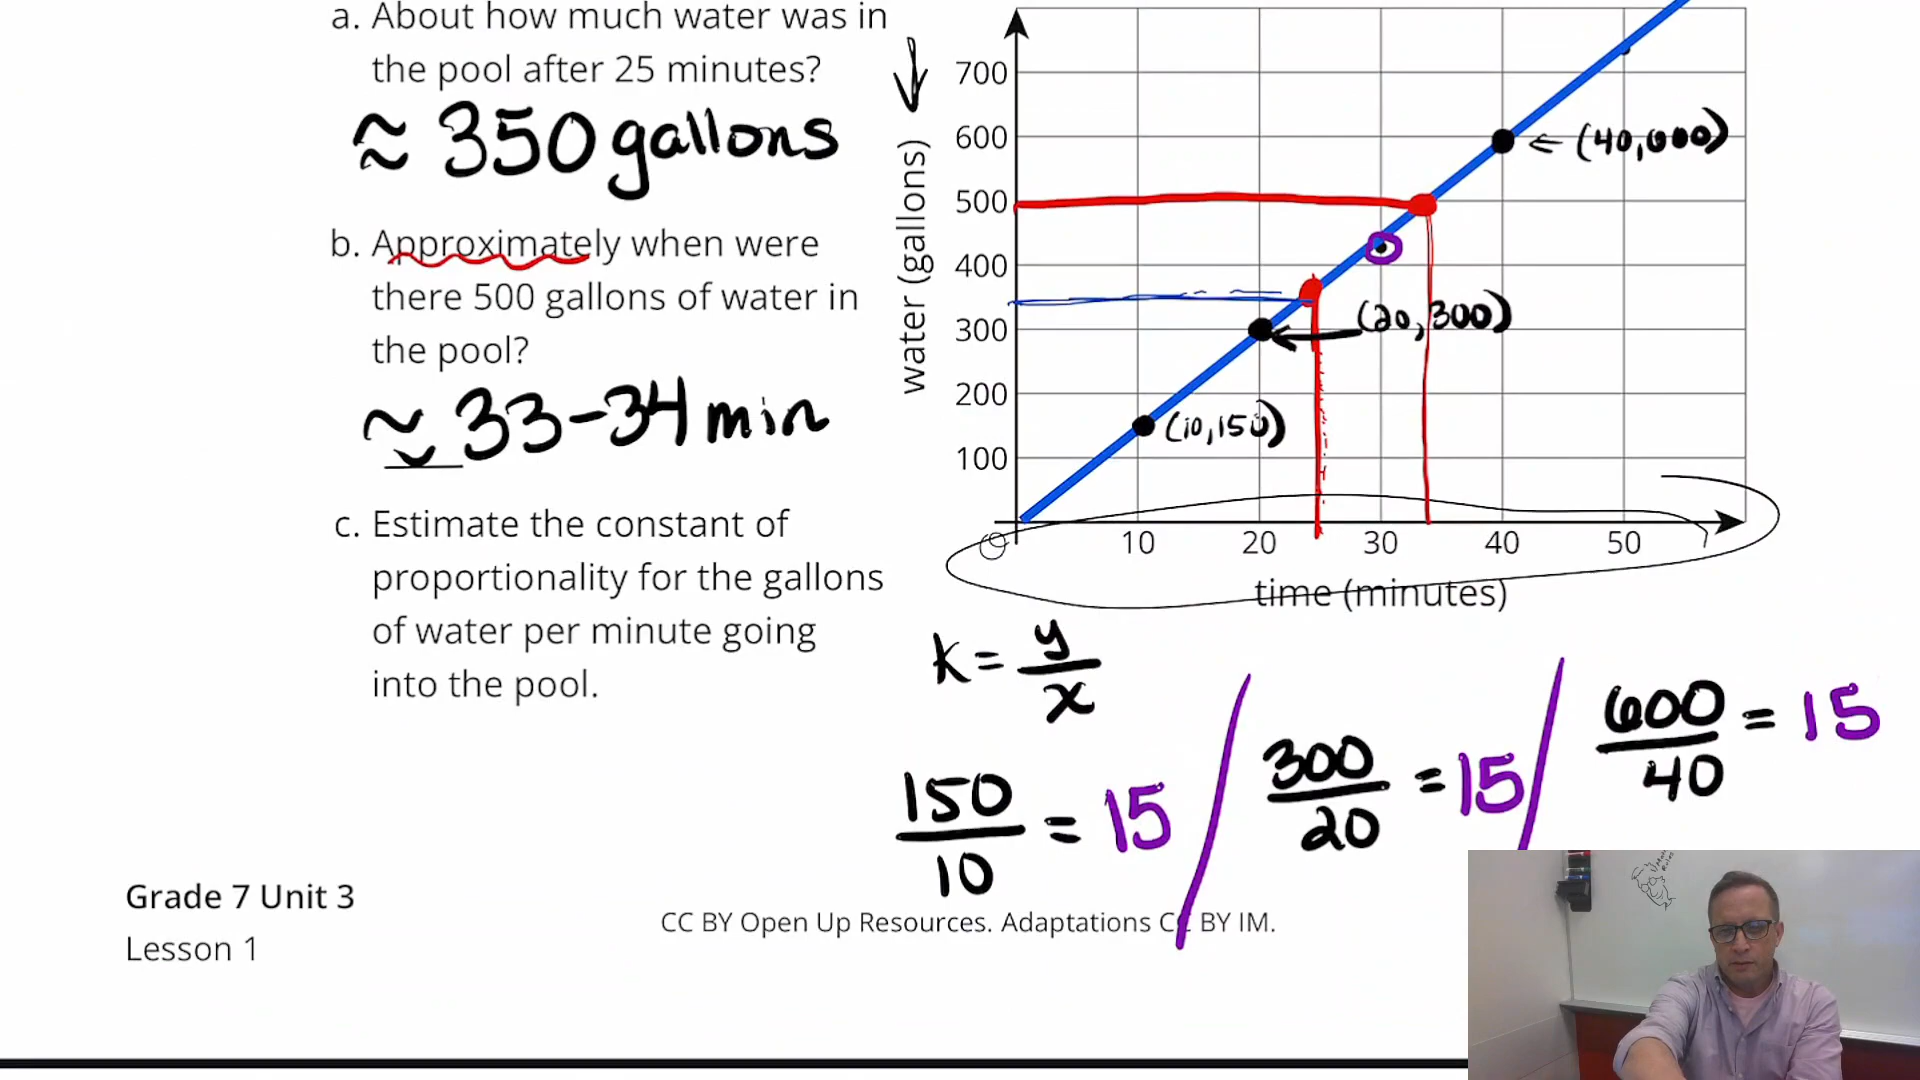 a. About how much water was in
the pool after 25 minutes?
≈ 350 gallons
b. Approximately when were
there 500 gallons of water in
the pool?
≈ 33-34 min
c. Estimate the constant of
proportionality for the gallons
of water per minute going
into the pool.
water (gallons)
700
600
500
400
300
200
100
← (40,600)
(20,300)
(10,150)
0 10 20 30 40 50
time (minutes)
k = y/x
150/10 = 15 / 300/20 = 15 / 600/40 = 15
Grade 7 Unit 3
Lesson 1
CC BY Open Up Resources. Adaptations CC BY IM.